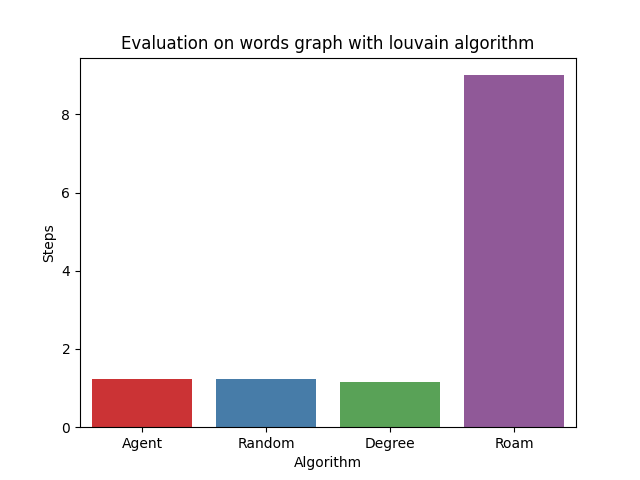 Evaluation on words graph with louvain algorithm
8
6
4
2
0
Steps
Agent Random Degree Roam
Algorithm